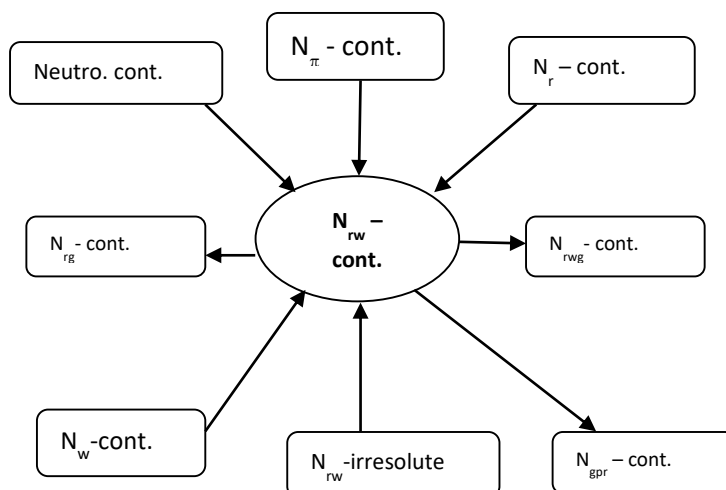 Neutro. cont.
N_π - cont.
N_r – cont.
N_rw –
cont.
N_rg- cont.
N_rwg- cont.
N_w-cont.
N_rw-irresolute
N_gpr – cont.